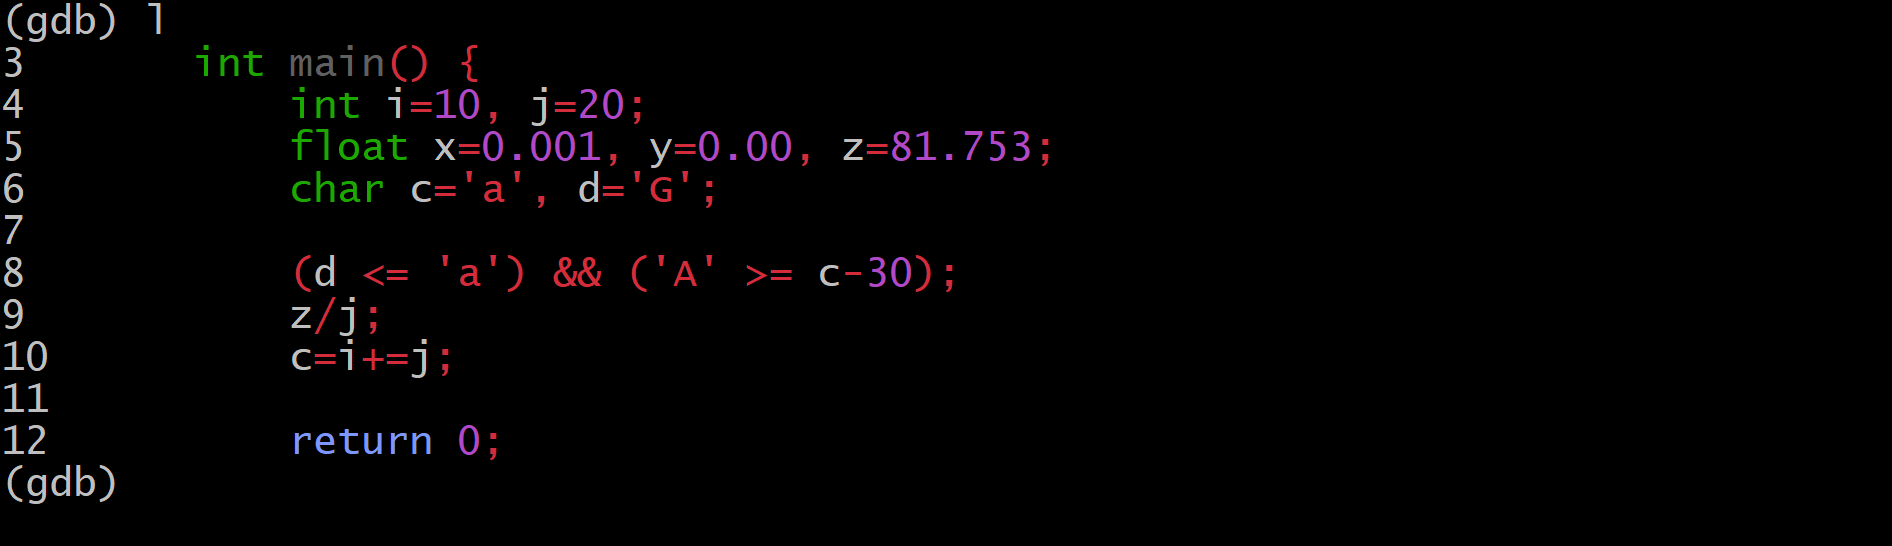 (gdb) l
3       int main() {
4           int i=10, j=20;
5           float x=0.001, y=0.00, z=81.753;
6           char c='a', d='G';
7
8           (d <= 'a') && ('A' >= c-30);
9           z/j;
10          c=i+=j;
11
12          return 0;
(gdb)